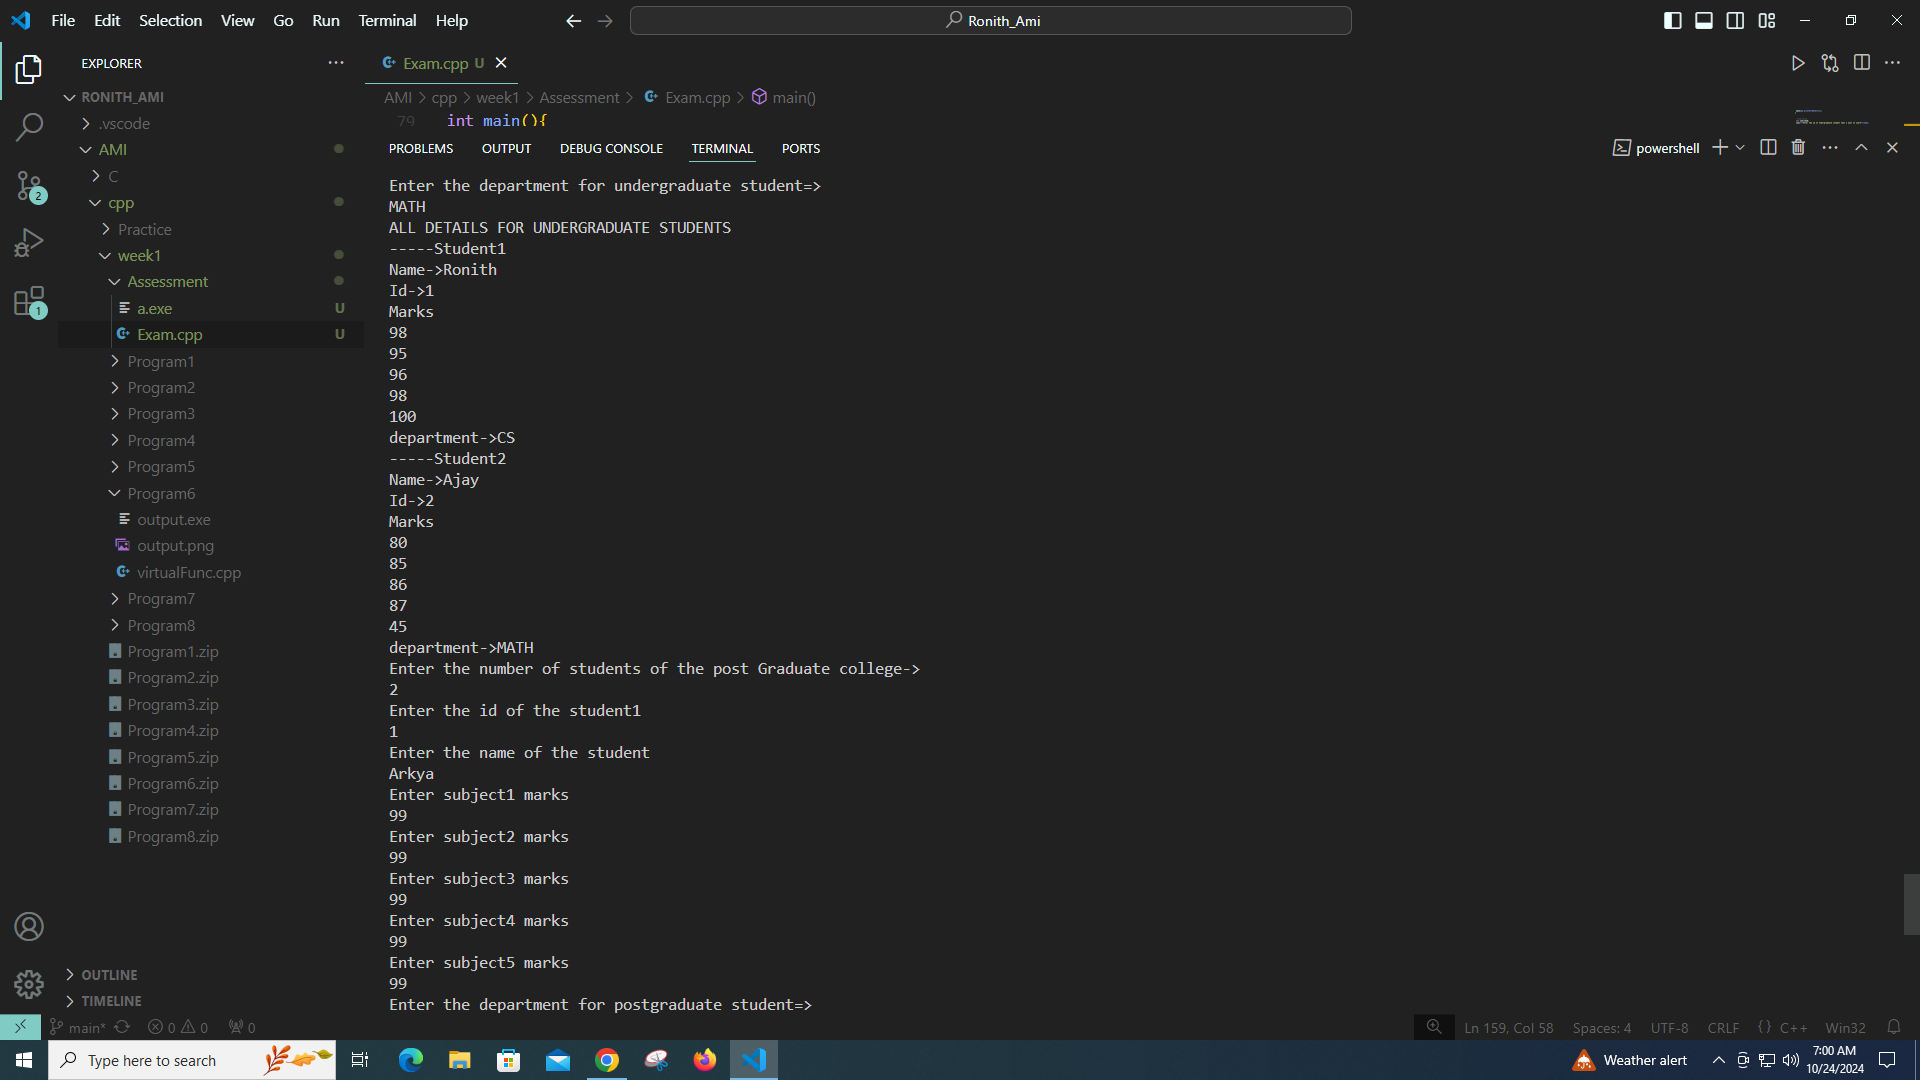 File Edit Selection View Go Run Terminal Help Ronith_Ami
EXPLORER
RONITH_AMI
.vscode
AMI
C
cpp
Practice
week1
Assessment
a.exe U
Exam.cpp U
Program1
Program2
Program3
Program4
Program5
Program6
output.exe
output.png
virtualFunc.cpp
Program7
Program8
Program1.zip
Program2.zip
Program3.zip
Program4.zip
Program5.zip
Program6.zip
Program7.zip
Program8.zip
OUTLINE
TIMELINE
2
1
Exam.cpp U
AMI > cpp > week1 > Assessment > Exam.cpp > main()
79 int main(){
PROBLEMS OUTPUT DEBUG CONSOLE TERMINAL PORTS powershell
Enter the department for undergraduate student=>
MATH
ALL DETAILS FOR UNDERGRADUATE STUDENTS
-----Student1
Name->Ronith
Id->1
Marks
98
95
96
98
100
department->CS
-----Student2
Name->Ajay
Id->2
Marks
80
85
86
87
45
department->MATH
Enter the number of students of the post Graduate college->
2
Enter the id of the student1
1
Enter the name of the student
Arkya
Enter subject1 marks
99
Enter subject2 marks
99
Enter subject3 marks
99
Enter subject4 marks
99
Enter subject5 marks
99
Enter the department for postgraduate student=>
main* 0 0 0 Ln 159, Col 58 Spaces: 4 UTF-8 CRLF {} C++ Win32
Type here to search Weather alert 7:00 AM
10/24/2024